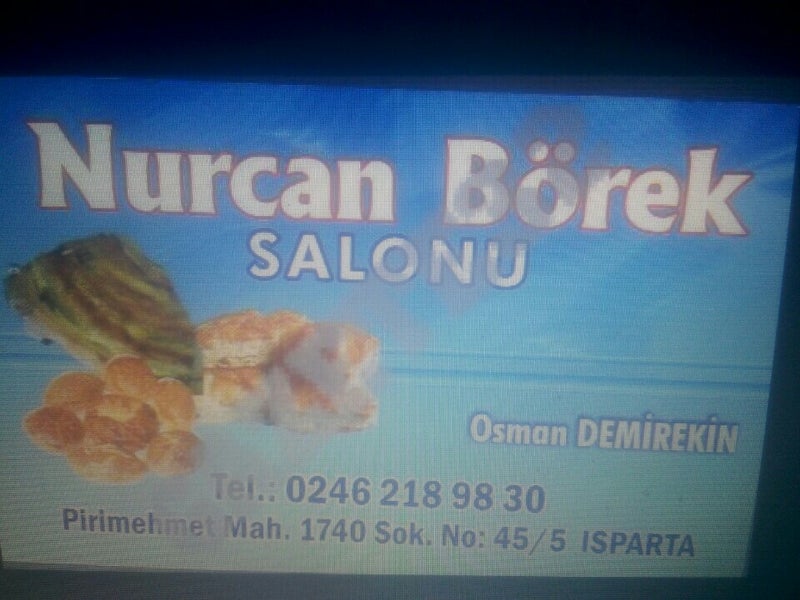 Nurcan Börek
SALONU
Osman DEMİREKİN
Tel.: 0246 218 98 30
Pirimehmet Mah. 1740 Sok. No: 45/5 ISPARTA